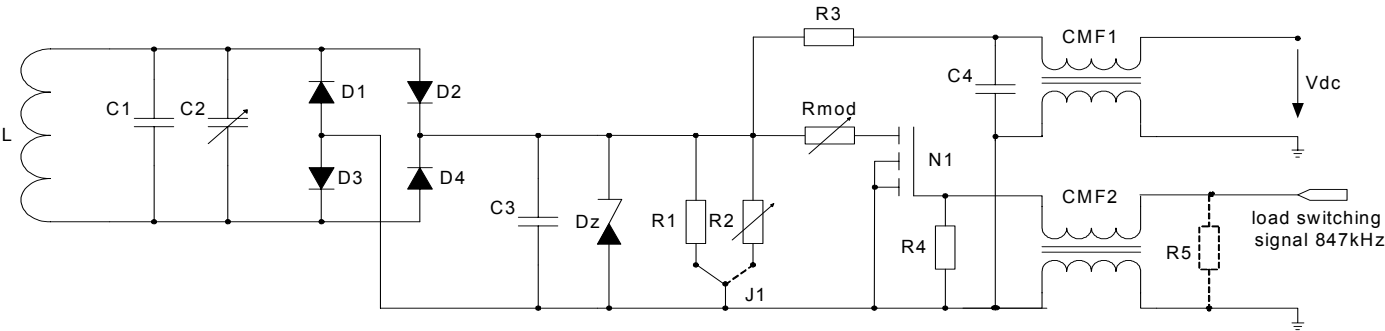 R3
CMF1
C4
Vdc
C1
C2
D1
D2
L
Rmod
N1
D3
D4
C3
Dz
R1
R2
R4
CMF2
R5
load switching
signal 847kHz
J1